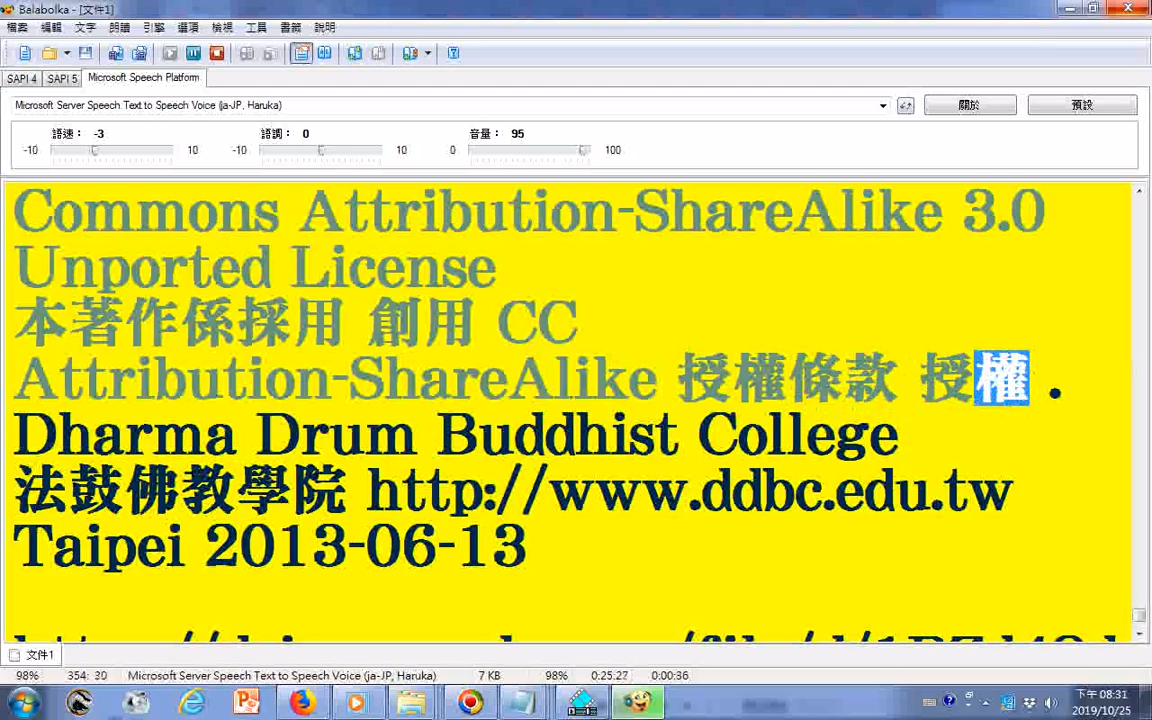 Balabolka - [文件1]
檔案 編輯 文字 朗讀 引擎 選項 檢視 工具 書籤 說明
SAPI 4 SAPI 5 Microsoft Speech Platform
Microsoft Server Speech Text to Speech Voice (ja-JP, Haruka) 關於 預設
語速： -3 語調： 0 音量： 95
-10 10 -10 10 0 100
Commons Attribution-ShareAlike 3.0
Unported License
本著作係採用 創用 CC
Attribution-ShareAlike 授權條款 授權 .
Dharma Drum Buddhist College
法鼓佛教學院 http://www.ddbc.edu.tw
Taipei 2013-06-13
文件1
98% 354: 30 Microsoft Server Speech Text to Speech Voice (ja-JP, Haruka) 7 KB 98% 0:25:27 0:00:36
下午 08:31
2019/10/25